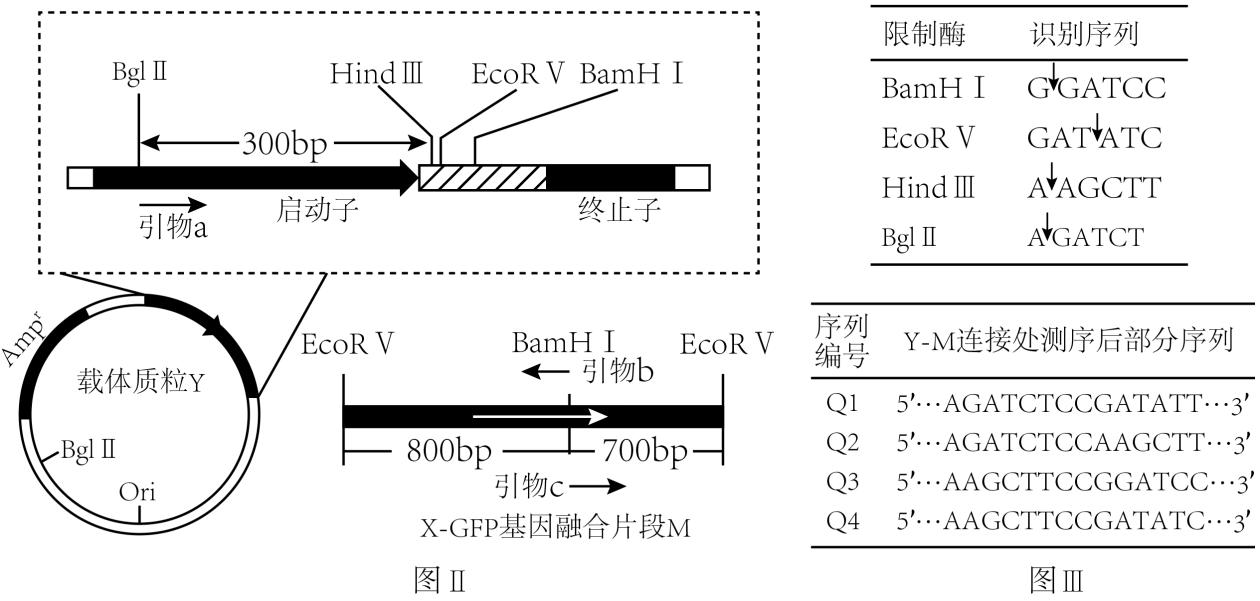 Bgl Ⅱ
Hind Ⅲ
EcoR Ⅴ
BamH Ⅰ
300bp
引物a
启动子
终止子
Ampʳ
载体质粒Y
Bgl Ⅱ
Ori
EcoR Ⅴ
BamH Ⅰ
EcoR Ⅴ
引物b
800bp
700bp
引物c
X-GFP基因融合片段M
图 Ⅱ
限制酶 识别序列
BamH Ⅰ G↓GATCC
EcoR Ⅴ GAT↓ATC
Hind Ⅲ A↓AGCTT
Bgl Ⅱ A↓GATCT
序列编号 Y-M连接处测序后部分序列
Q1 5′···AGATCTCCGATATT···3′
Q2 5′···AGATCTCCAAGCTT···3′
Q3 5′···AAGCTTCCGGATCC···3′
Q4 5′···AAGCTTCCGATATC···3′
图 Ⅲ